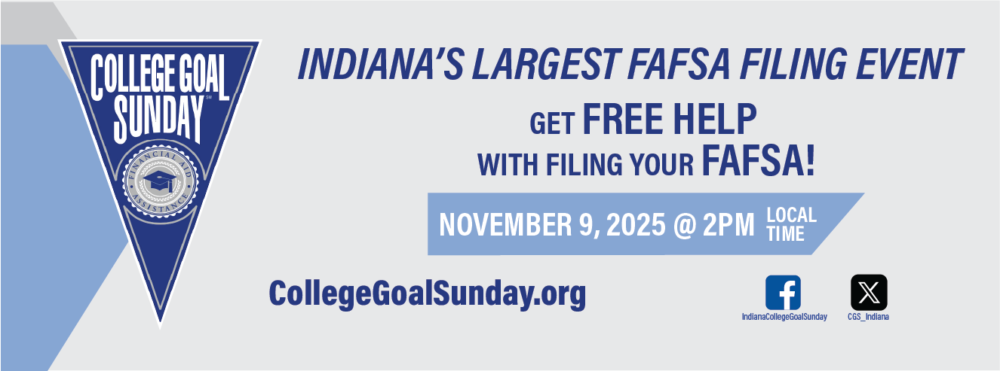 COLLEGE GOAL
SUNDAY SM
FINANCIAL AID
ASSISTANCE
INDIANA'S LARGEST FAFSA FILING EVENT
GET FREE HELP
WITH FILING YOUR FAFSA!
NOVEMBER 9, 2025 @ 2PM LOCAL
TIME
CollegeGoalSunday.org
IndianaCollegeGoalSunday
CGS_Indiana